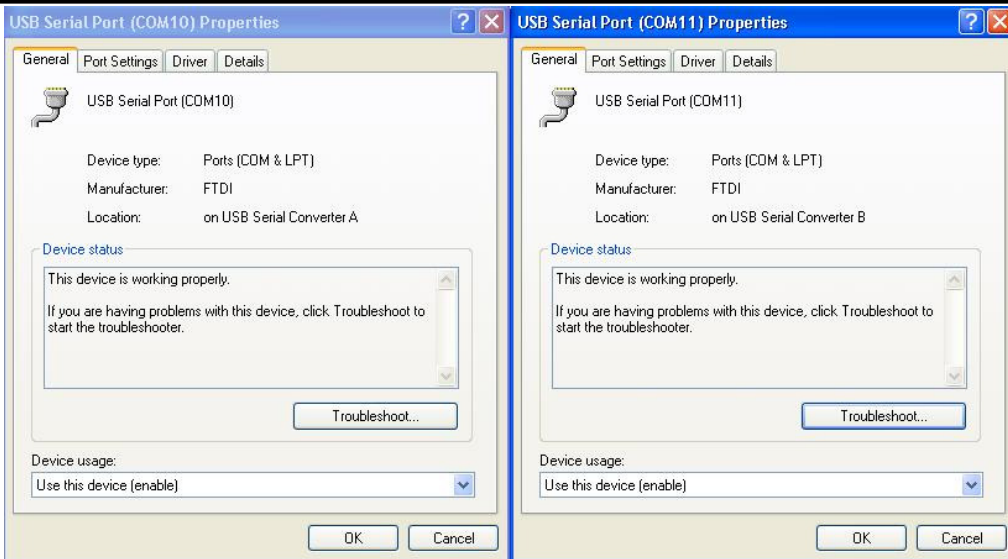 USB Serial Port (COM10) Properties
General Port Settings Driver Details
USB Serial Port (COM10)
Device type: Ports (COM & LPT)
Manufacturer: FTDI
Location: on USB Serial Converter A
Device status
This device is working properly.
If you are having problems with this device, click Troubleshoot to
start the troubleshooter.
Troubleshoot...
Device usage:
Use this device (enable)
OK Cancel
USB Serial Port (COM11) Properties
General Port Settings Driver Details
USB Serial Port (COM11)
Device type: Ports (COM & LPT)
Manufacturer: FTDI
Location: on USB Serial Converter B
Device status
This device is working properly.
If you are having problems with this device, click Troubleshoot to
start the troubleshooter.
Troubleshoot...
Device usage:
Use this device (enable)
OK Cancel